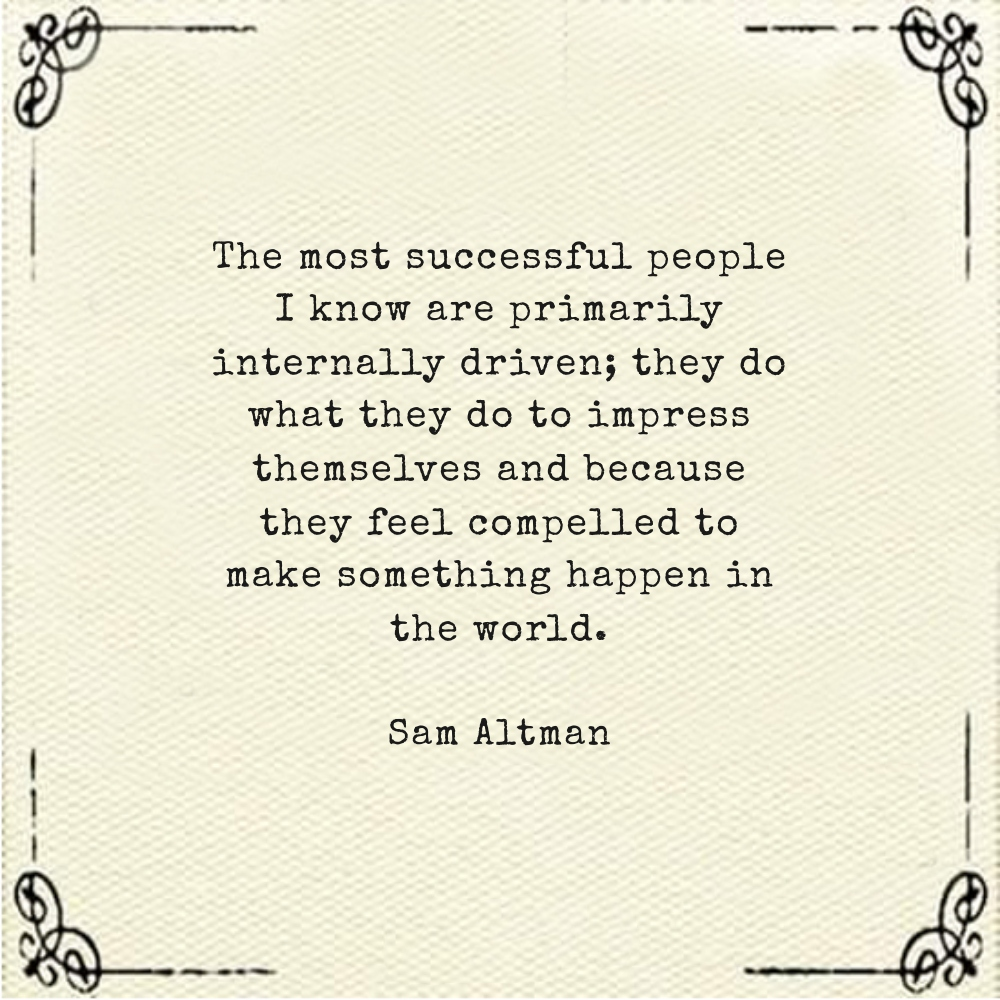 The most successful people
I know are primarily
internally driven; they do
what they do to impress
themselves and because
they feel compelled to
make something happen in
the world.
Sam Altman